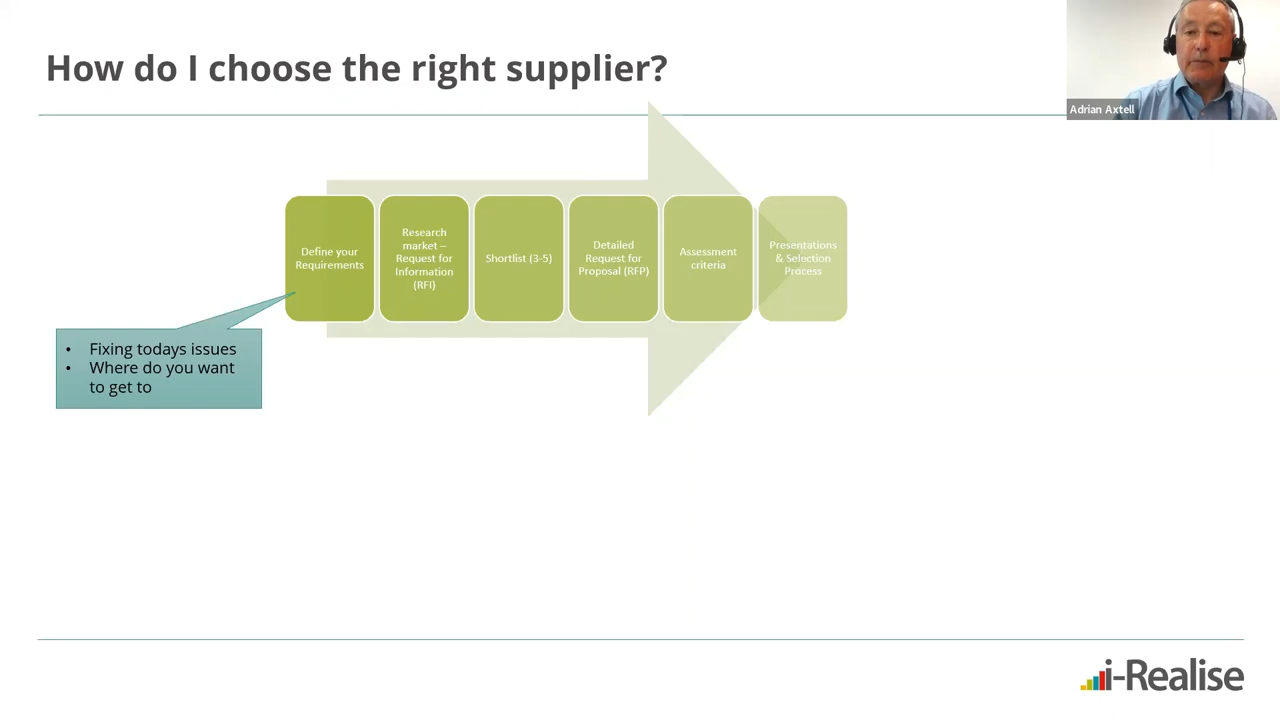 How do I choose the right supplier?
Adrian Axtell
Define your
Requirements
Research
market –
Request for
Information
(RFI)
Shortlist (3-5)
Detailed
Request for
Proposal (RFP)
Assessment
criteria
Presentations
& Selection
Process
• Fixing todays issues
• Where do you want
to get to
i-Realise